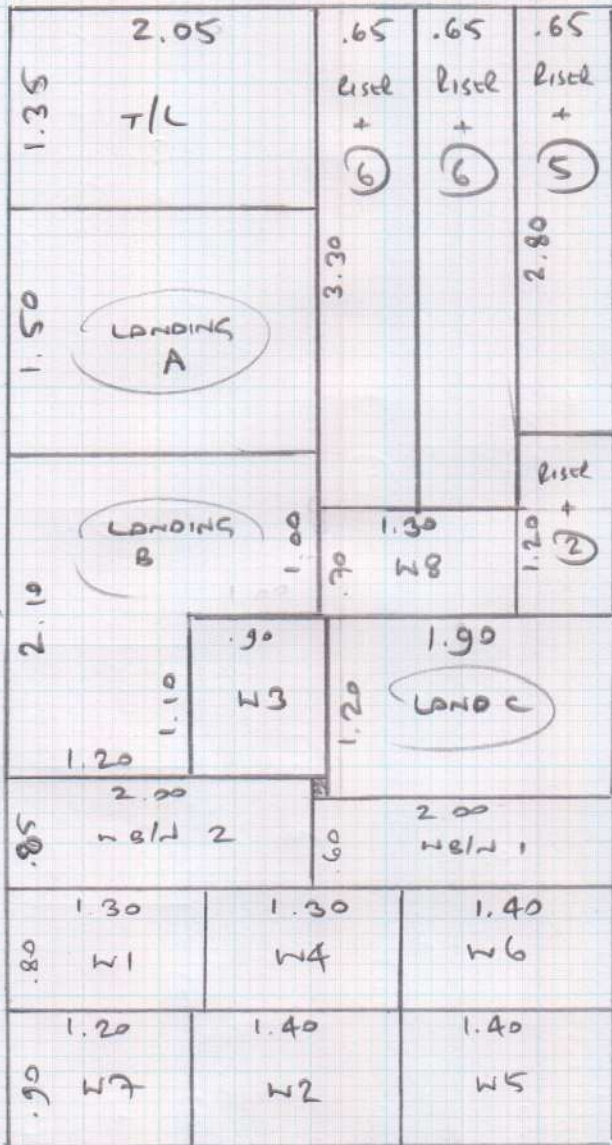 2.05
1.35
T/L
.65
Riser
+
6
3.30
.65
Riser
+
6
.65
Riser
+
5
2.80
1.50
LANDING
A
LANDING
B
1.00
2.10
1.30
.70
W8
Riser
+
2
1.20
.90
1.10
W3
1.20
1.90
1.20
LAND C
2.00
.85
W B/N 2
2.00
.60
W B/N 1
1.30
.80
W1
1.30
W4
1.40
W6
1.20
.90
W7
1.40
W2
1.40
W5